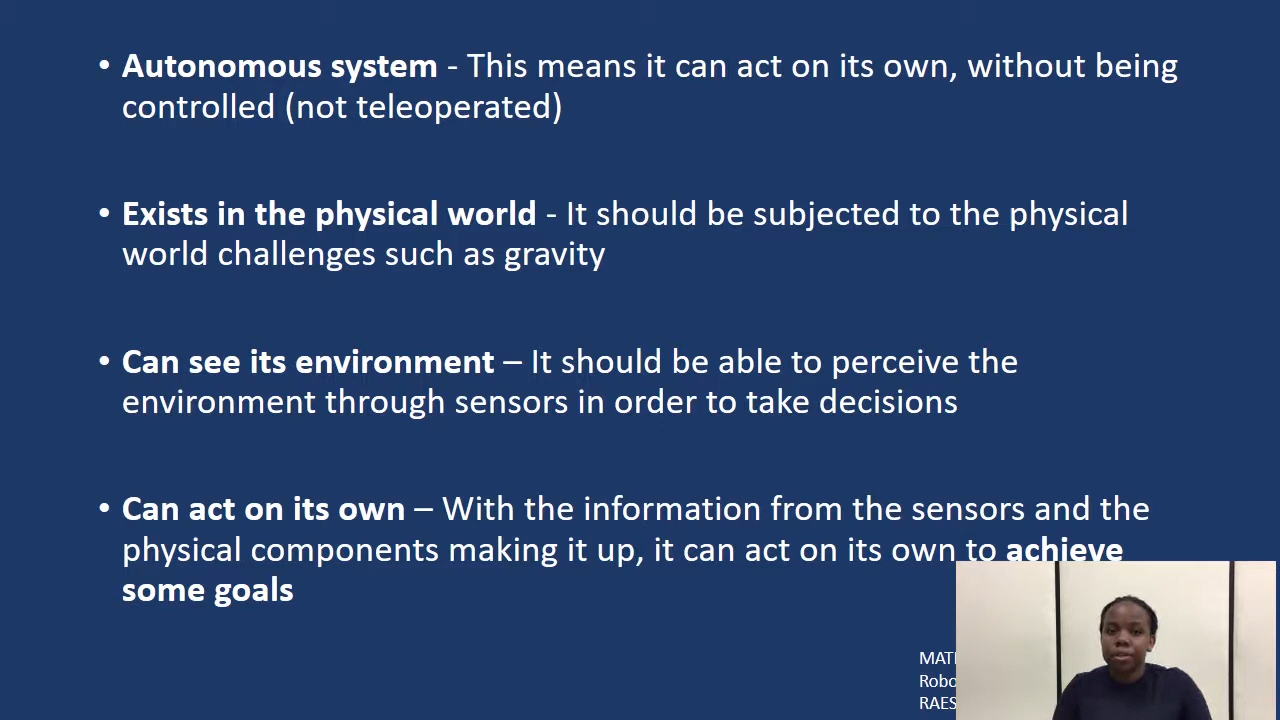 • Autonomous system - This means it can act on its own, without being
controlled (not teleoperated)
• Exists in the physical world - It should be subjected to the physical
world challenges such as gravity
• Can see its environment – It should be able to perceive the
environment through sensors in order to take decisions
• Can act on its own – With the information from the sensors and the
physical components making it up, it can act on its own to achieve
some goals